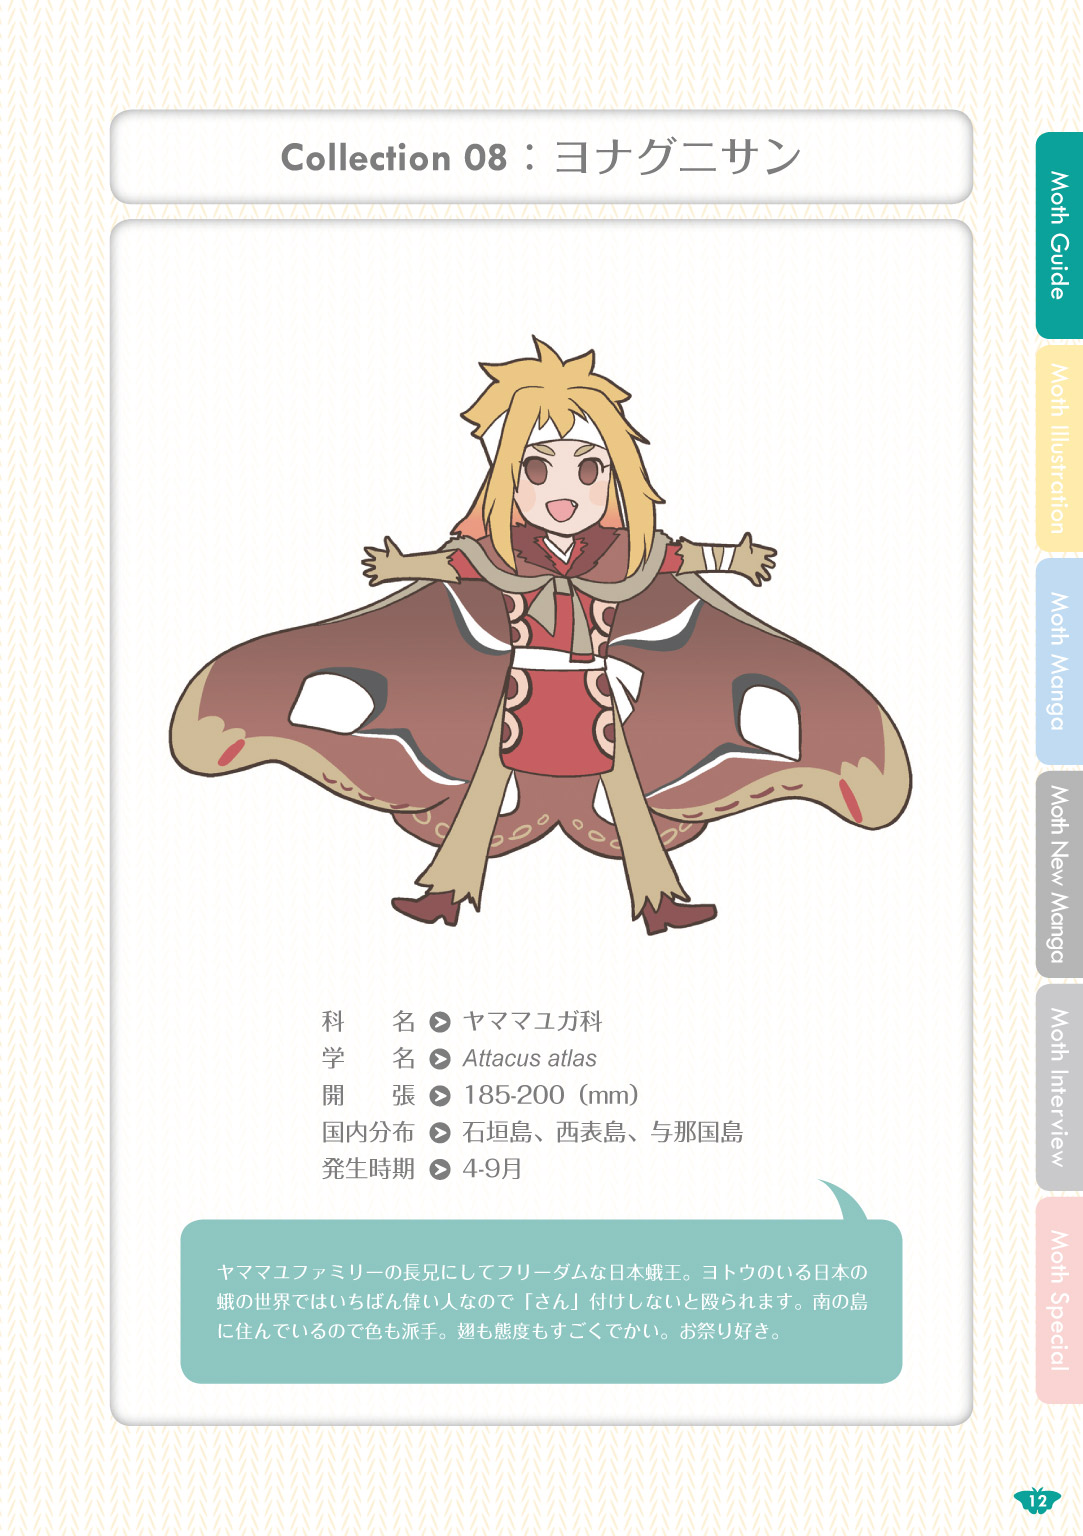 Collection 08：ヨナグニサン
科　　名 ヤママユガ科
学　　名 Attacus atlas
開　　張 185-200（mm）
国内分布 石垣島、西表島、与那国島
発生時期 4-9月
ヤママユファミリーの長兄にしてフリーダムな日本蛾王。ヨトウのいる日本の
蛾の世界ではいちばん偉い人なので「さん」付けしないと殴られます。南の島
に住んでいるので色も派手。翅も態度もすごくでかい。お祭り好き。
Moth Guide
Moth Illustration
Moth Manga
Moth New Manga
Moth Interview
Moth Special
12